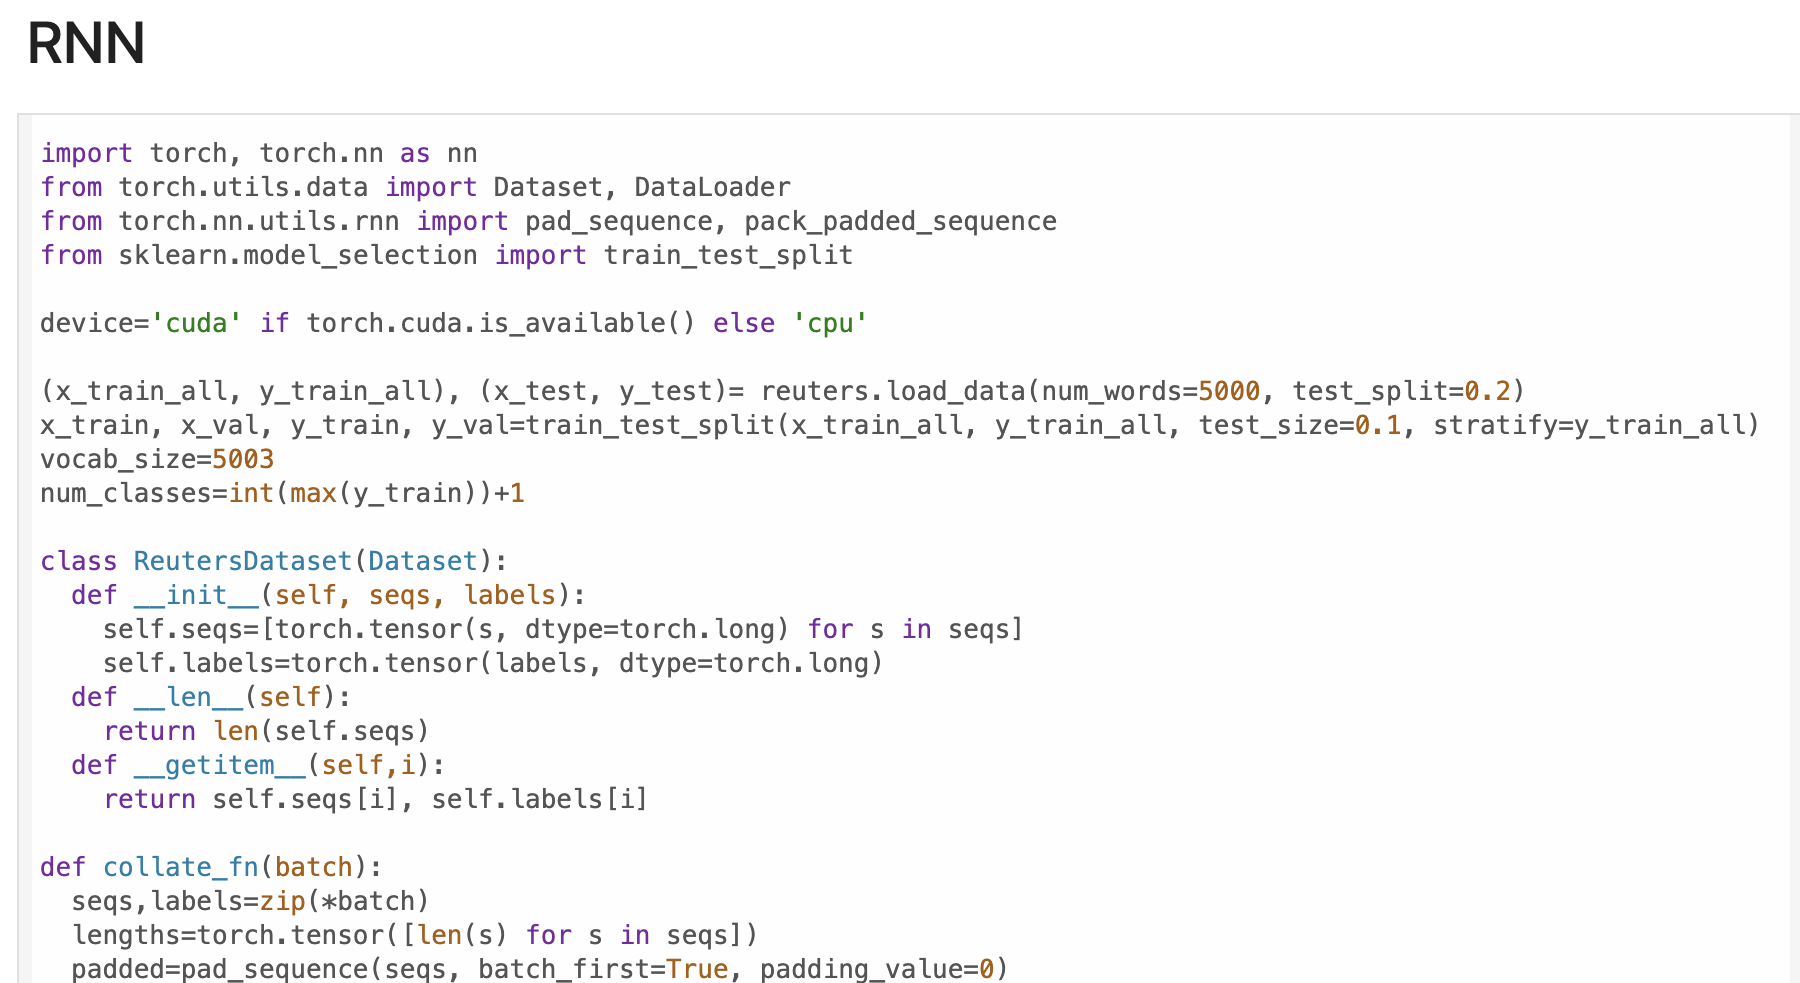 RNN
import torch, torch.nn as nn
from torch.utils.data import Dataset, DataLoader
from torch.nn.utils.rnn import pad_sequence, pack_padded_sequence
from sklearn.model_selection import train_test_split
device='cuda' if torch.cuda.is_available() else 'cpu'
(x_train_all, y_train_all), (x_test, y_test)= reuters.load_data(num_words=5000, test_split=0.2)
x_train, x_val, y_train, y_val=train_test_split(x_train_all, y_train_all, test_size=0.1, stratify=y_train_all)
vocab_size=5003
num_classes=int(max(y_train))+1
class ReutersDataset(Dataset):
  def __init__(self, seqs, labels):
    self.seqs=[torch.tensor(s, dtype=torch.long) for s in seqs]
    self.labels=torch.tensor(labels, dtype=torch.long)
  def __len__(self):
    return len(self.seqs)
  def __getitem__(self,i):
    return self.seqs[i], self.labels[i]
def collate_fn(batch):
  seqs,labels=zip(*batch)
  lengths=torch.tensor([len(s) for s in seqs])
  padded=pad_sequence(seqs, batch_first=True, padding_value=0)